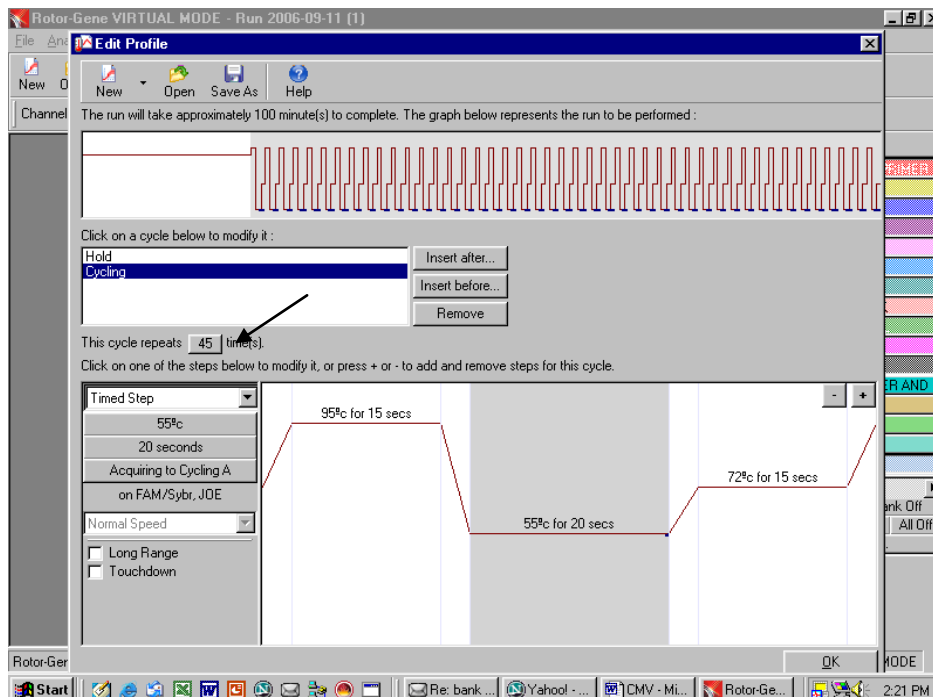 Rotor-Gene VIRTUAL MODE - Run 2006-09-11 (1)
File Ana
Edit Profile
New
New Open Save As Help
Channel
The run will take approximately 100 minute(s) to complete. The graph below represents the run to be performed :
Click on a cycle below to modify it :
Hold
Cycling
Insert after...
Insert before...
Remove
This cycle repeats 45 time(s).
Click on one of the steps below to modify it, or press + or - to add and remove steps for this cycle.
Timed Step
- +
55ºc
20 seconds
Acquiring to Cycling A
on FAM/Sybr, JOE
Normal Speed
Long Range
Touchdown
95ºc for 15 secs
55ºc for 20 secs
72ºc for 15 secs
ER AND
ank Off
All Off
Rotor-Ger
OK
MODE
Start
Re: bank ...
Yahoo! - ...
CMV - Mi...
Rotor-Ge...
2:21 PM